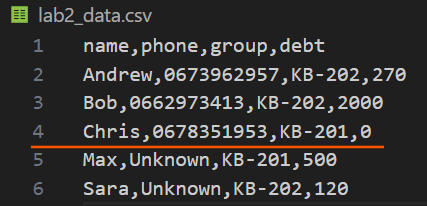 lab2_data.csv
1 name,phone,group,debt
2 Andrew,0673962957,KB-202,270
3 Bob,0662973413,KB-202,2000
4 Chris,0678351953,KB-201,0
5 Max,Unknown,KB-201,500
6 Sara,Unknown,KB-202,120